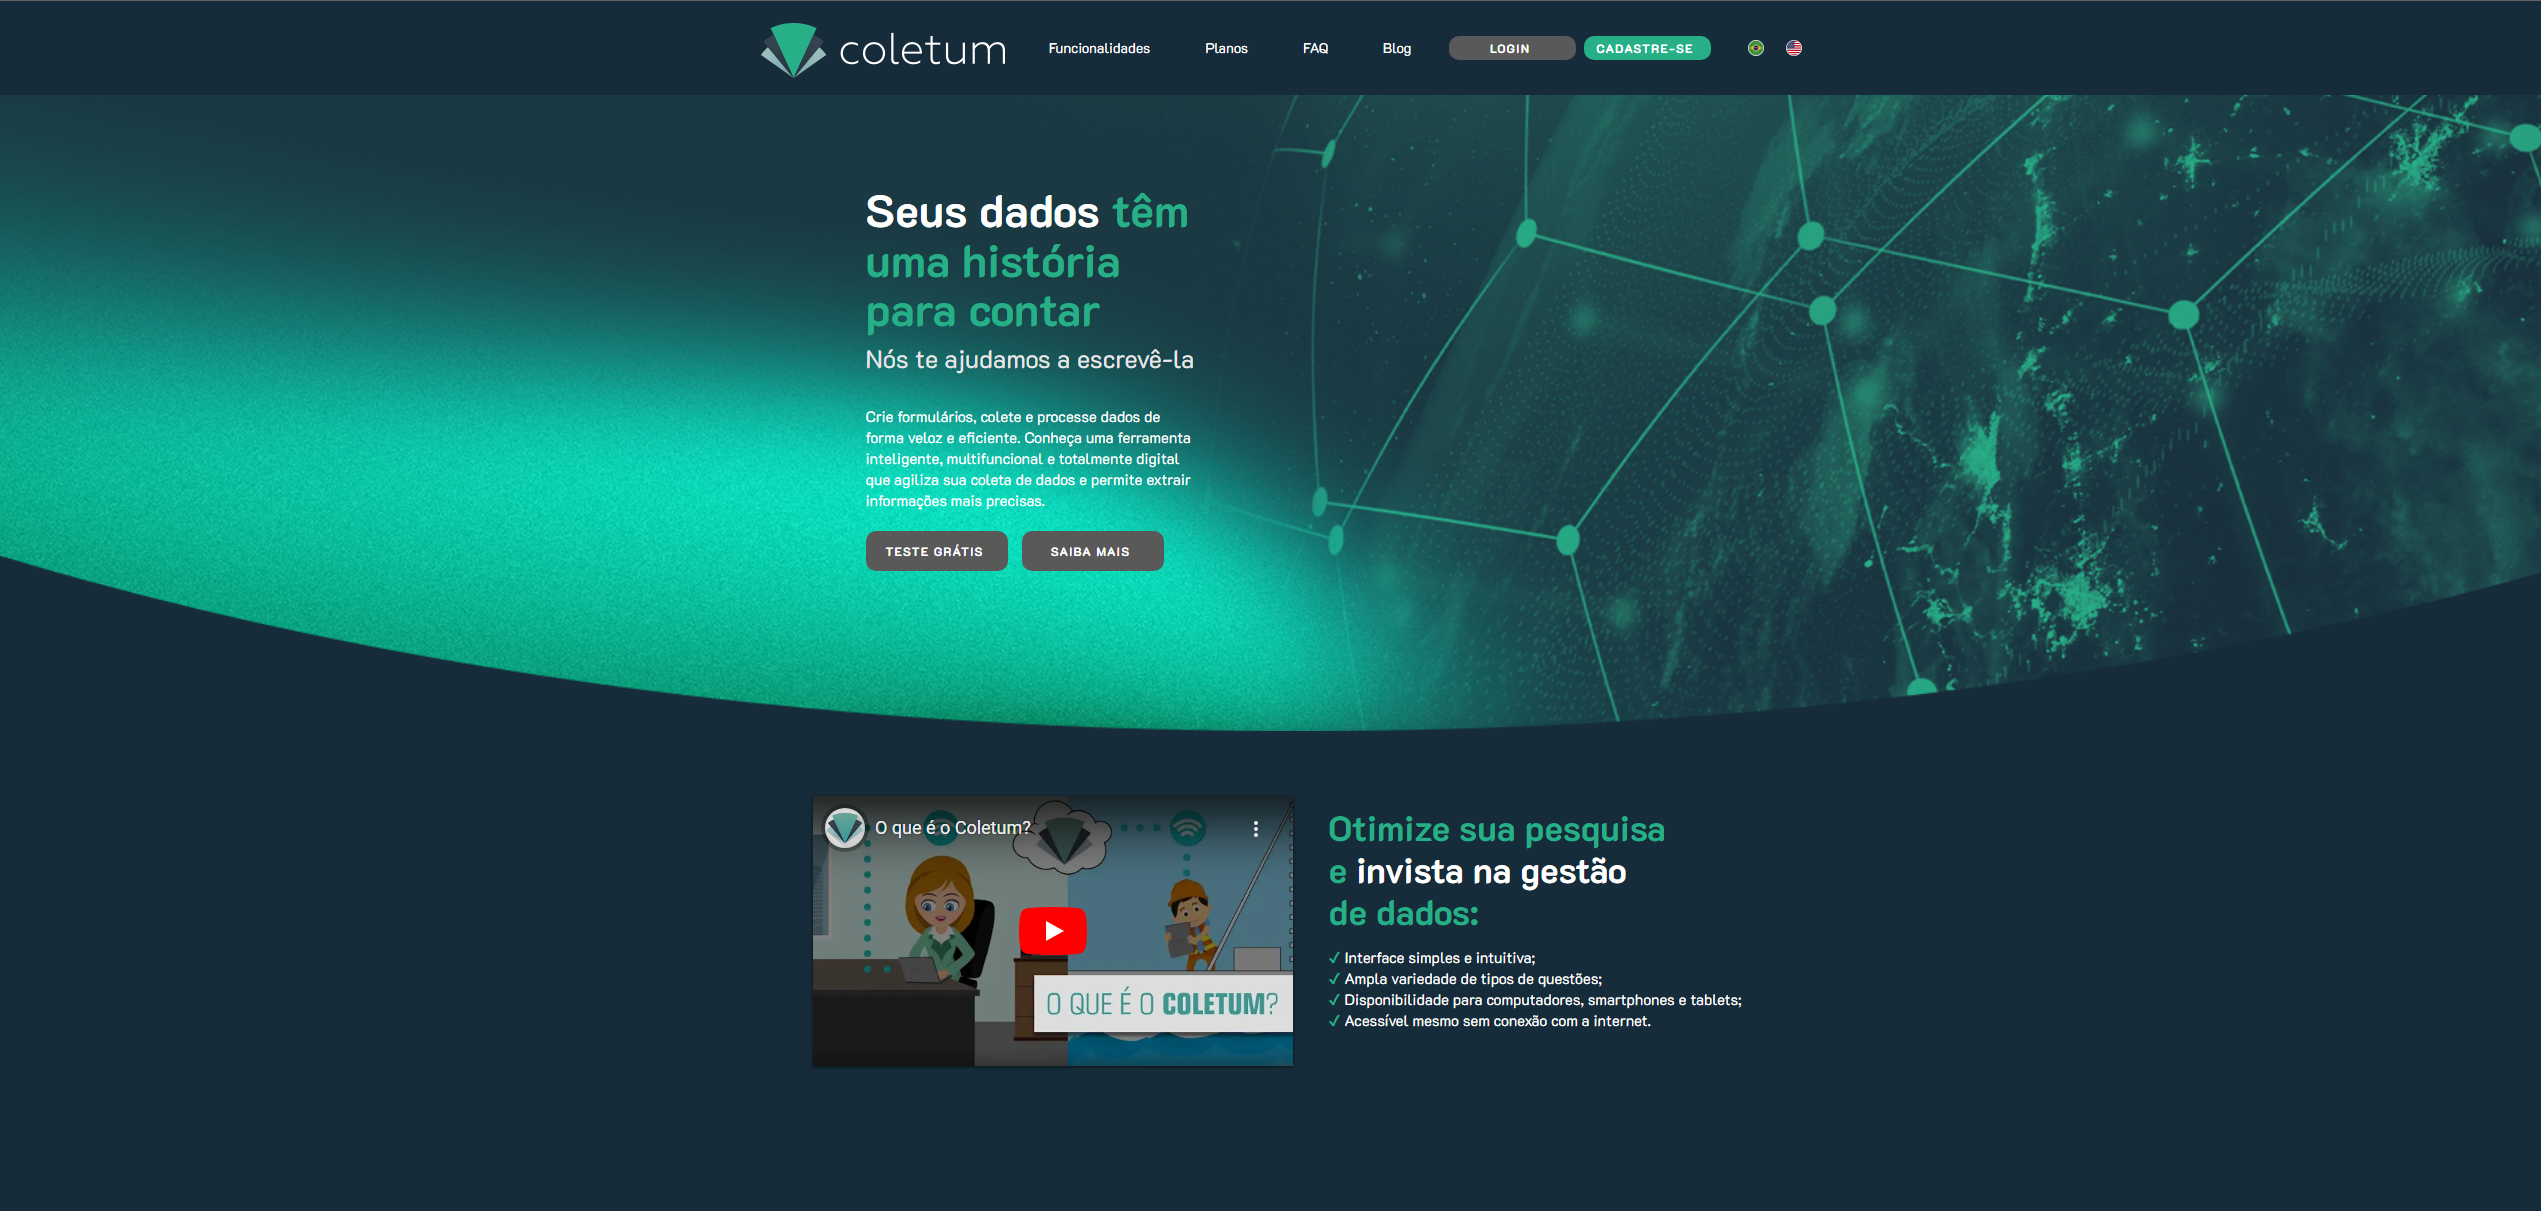 coletum
Funcionalidades
Planos
FAQ
Blog
LOGIN
CADASTRE-SE
Seus dados têm
uma história
para contar
Nós te ajudamos a escrevê-la
Crie formulários, colete e processe dados de
forma veloz e eficiente. Conheça uma ferramenta
inteligente, multifuncional e totalmente digital
que agiliza sua coleta de dados e permite extrair
informações mais precisas.
TESTE GRÁTIS
SAIBA MAIS
O que é o Coletum?
O QUE É O COLETUM?
Otimize sua pesquisa
e invista na gestão
de dados:
✓ Interface simples e intuitiva;
✓ Ampla variedade de tipos de questões;
✓ Disponibilidade para computadores, smartphones e tablets;
✓ Acessível mesmo sem conexão com a internet.